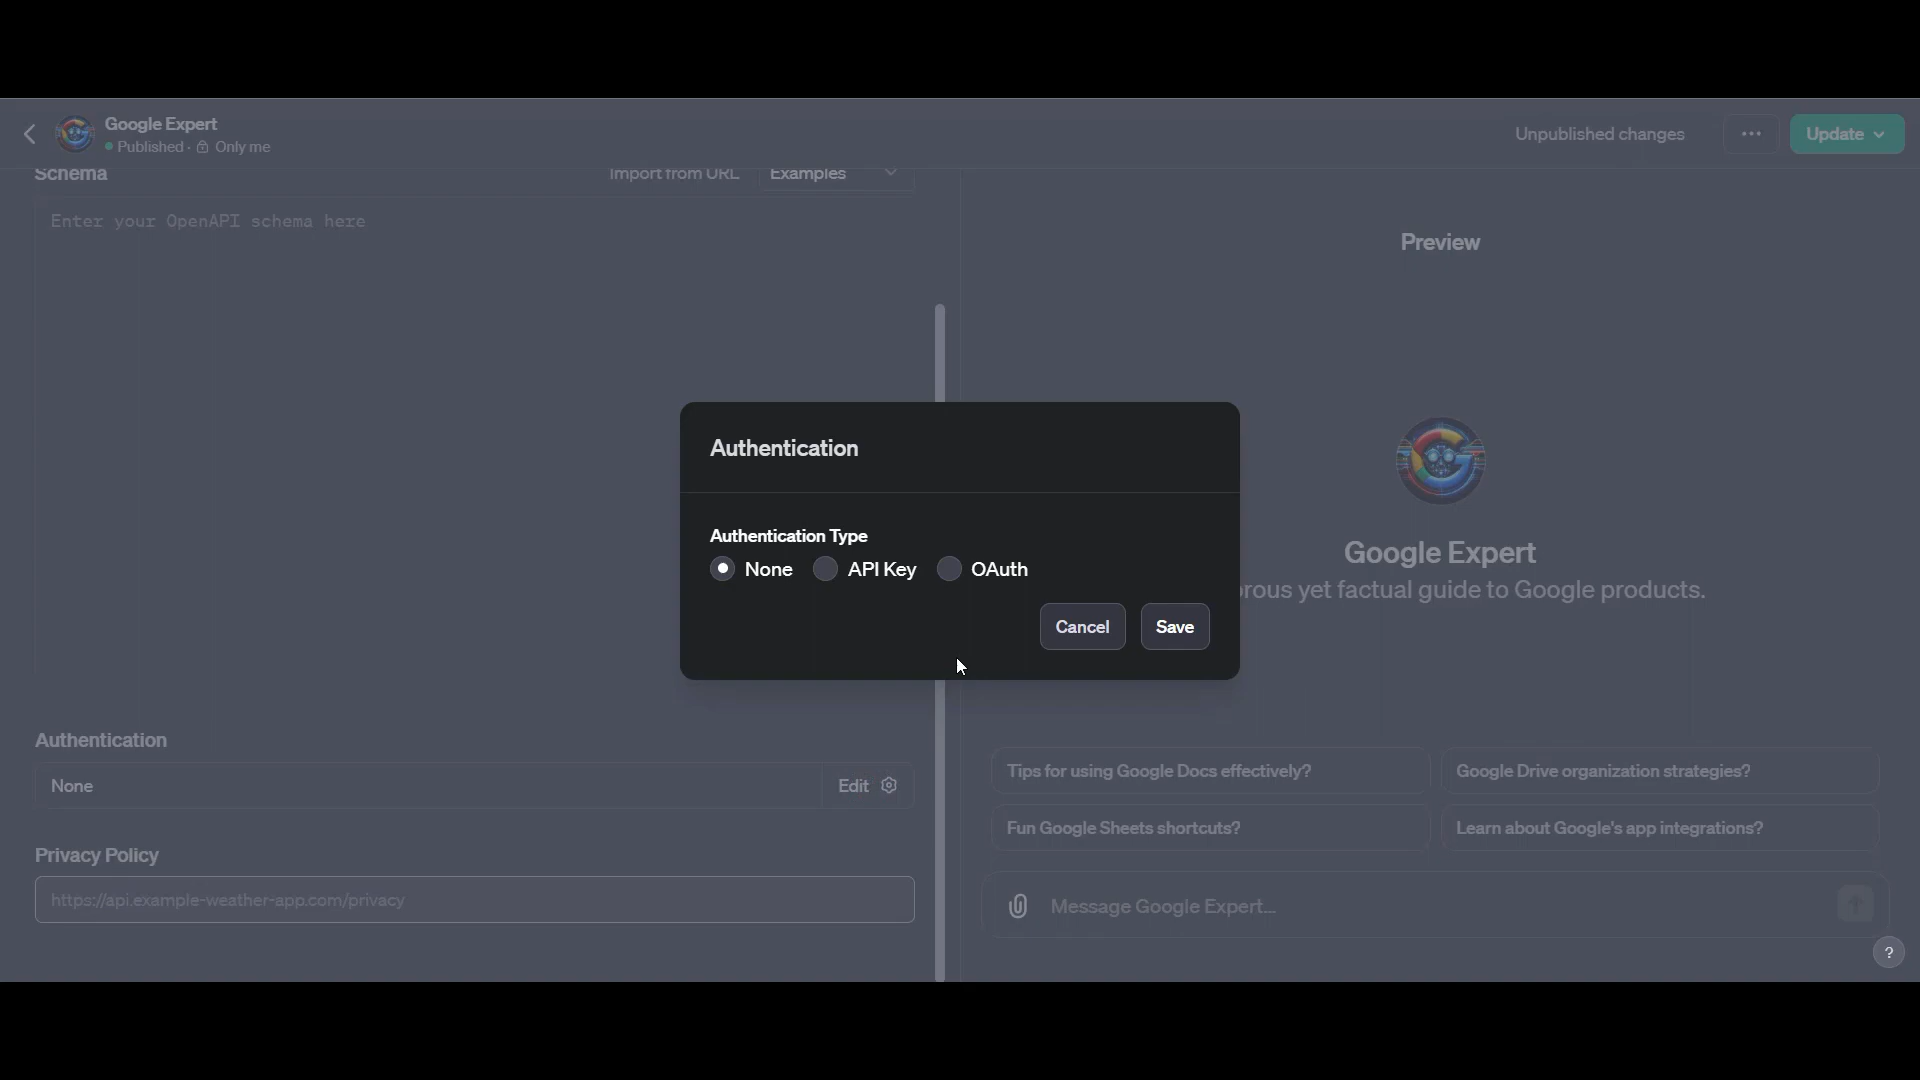 Google Expert
Published · Only me
Unpublished changes
Update
Schema
Import from URL
Examples
Enter your OpenAPI schema here
Preview
Authentication
Authentication Type
None
API Key
OAuth
Cancel
Save
Google Expert
rous yet factual guide to Google products.
Authentication
None
Edit
Tips for using Google Docs effectively?
Google Drive organization strategies?
Fun Google Sheets shortcuts?
Learn about Google's app integrations?
Privacy Policy
https://api.example-weather-app.com/privacy
Message Google Expert...
?